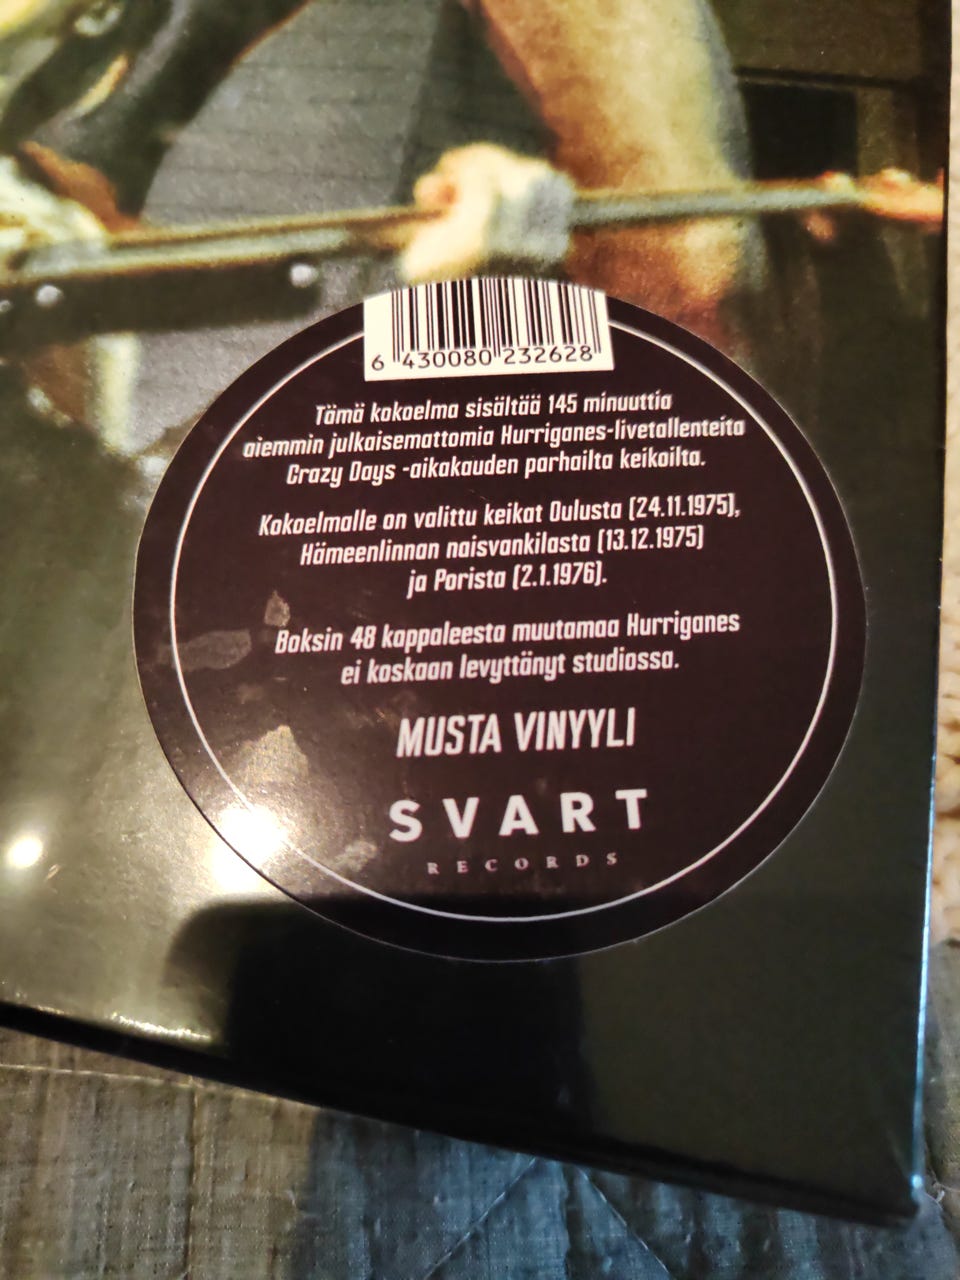 6 430080 232628
Tämä kokoelma sisältää 145 minuuttia
aiemmin julkaisemattomia Hurriganes-livetallenteita
Crazy Days -aikakauden parhailta keikoilta.
Kokoelmalle on valittu keikat Oulusta (24.11.1975),
Hämeenlinnan naisvankilasta (13.12.1975)
ja Porista (2.1.1976).
Boksin 48 kappaleesta muutamaa Hurriganes
ei koskaan levyttänyt studiossa.
MUSTA VINYYLI
SVART
RECORDS